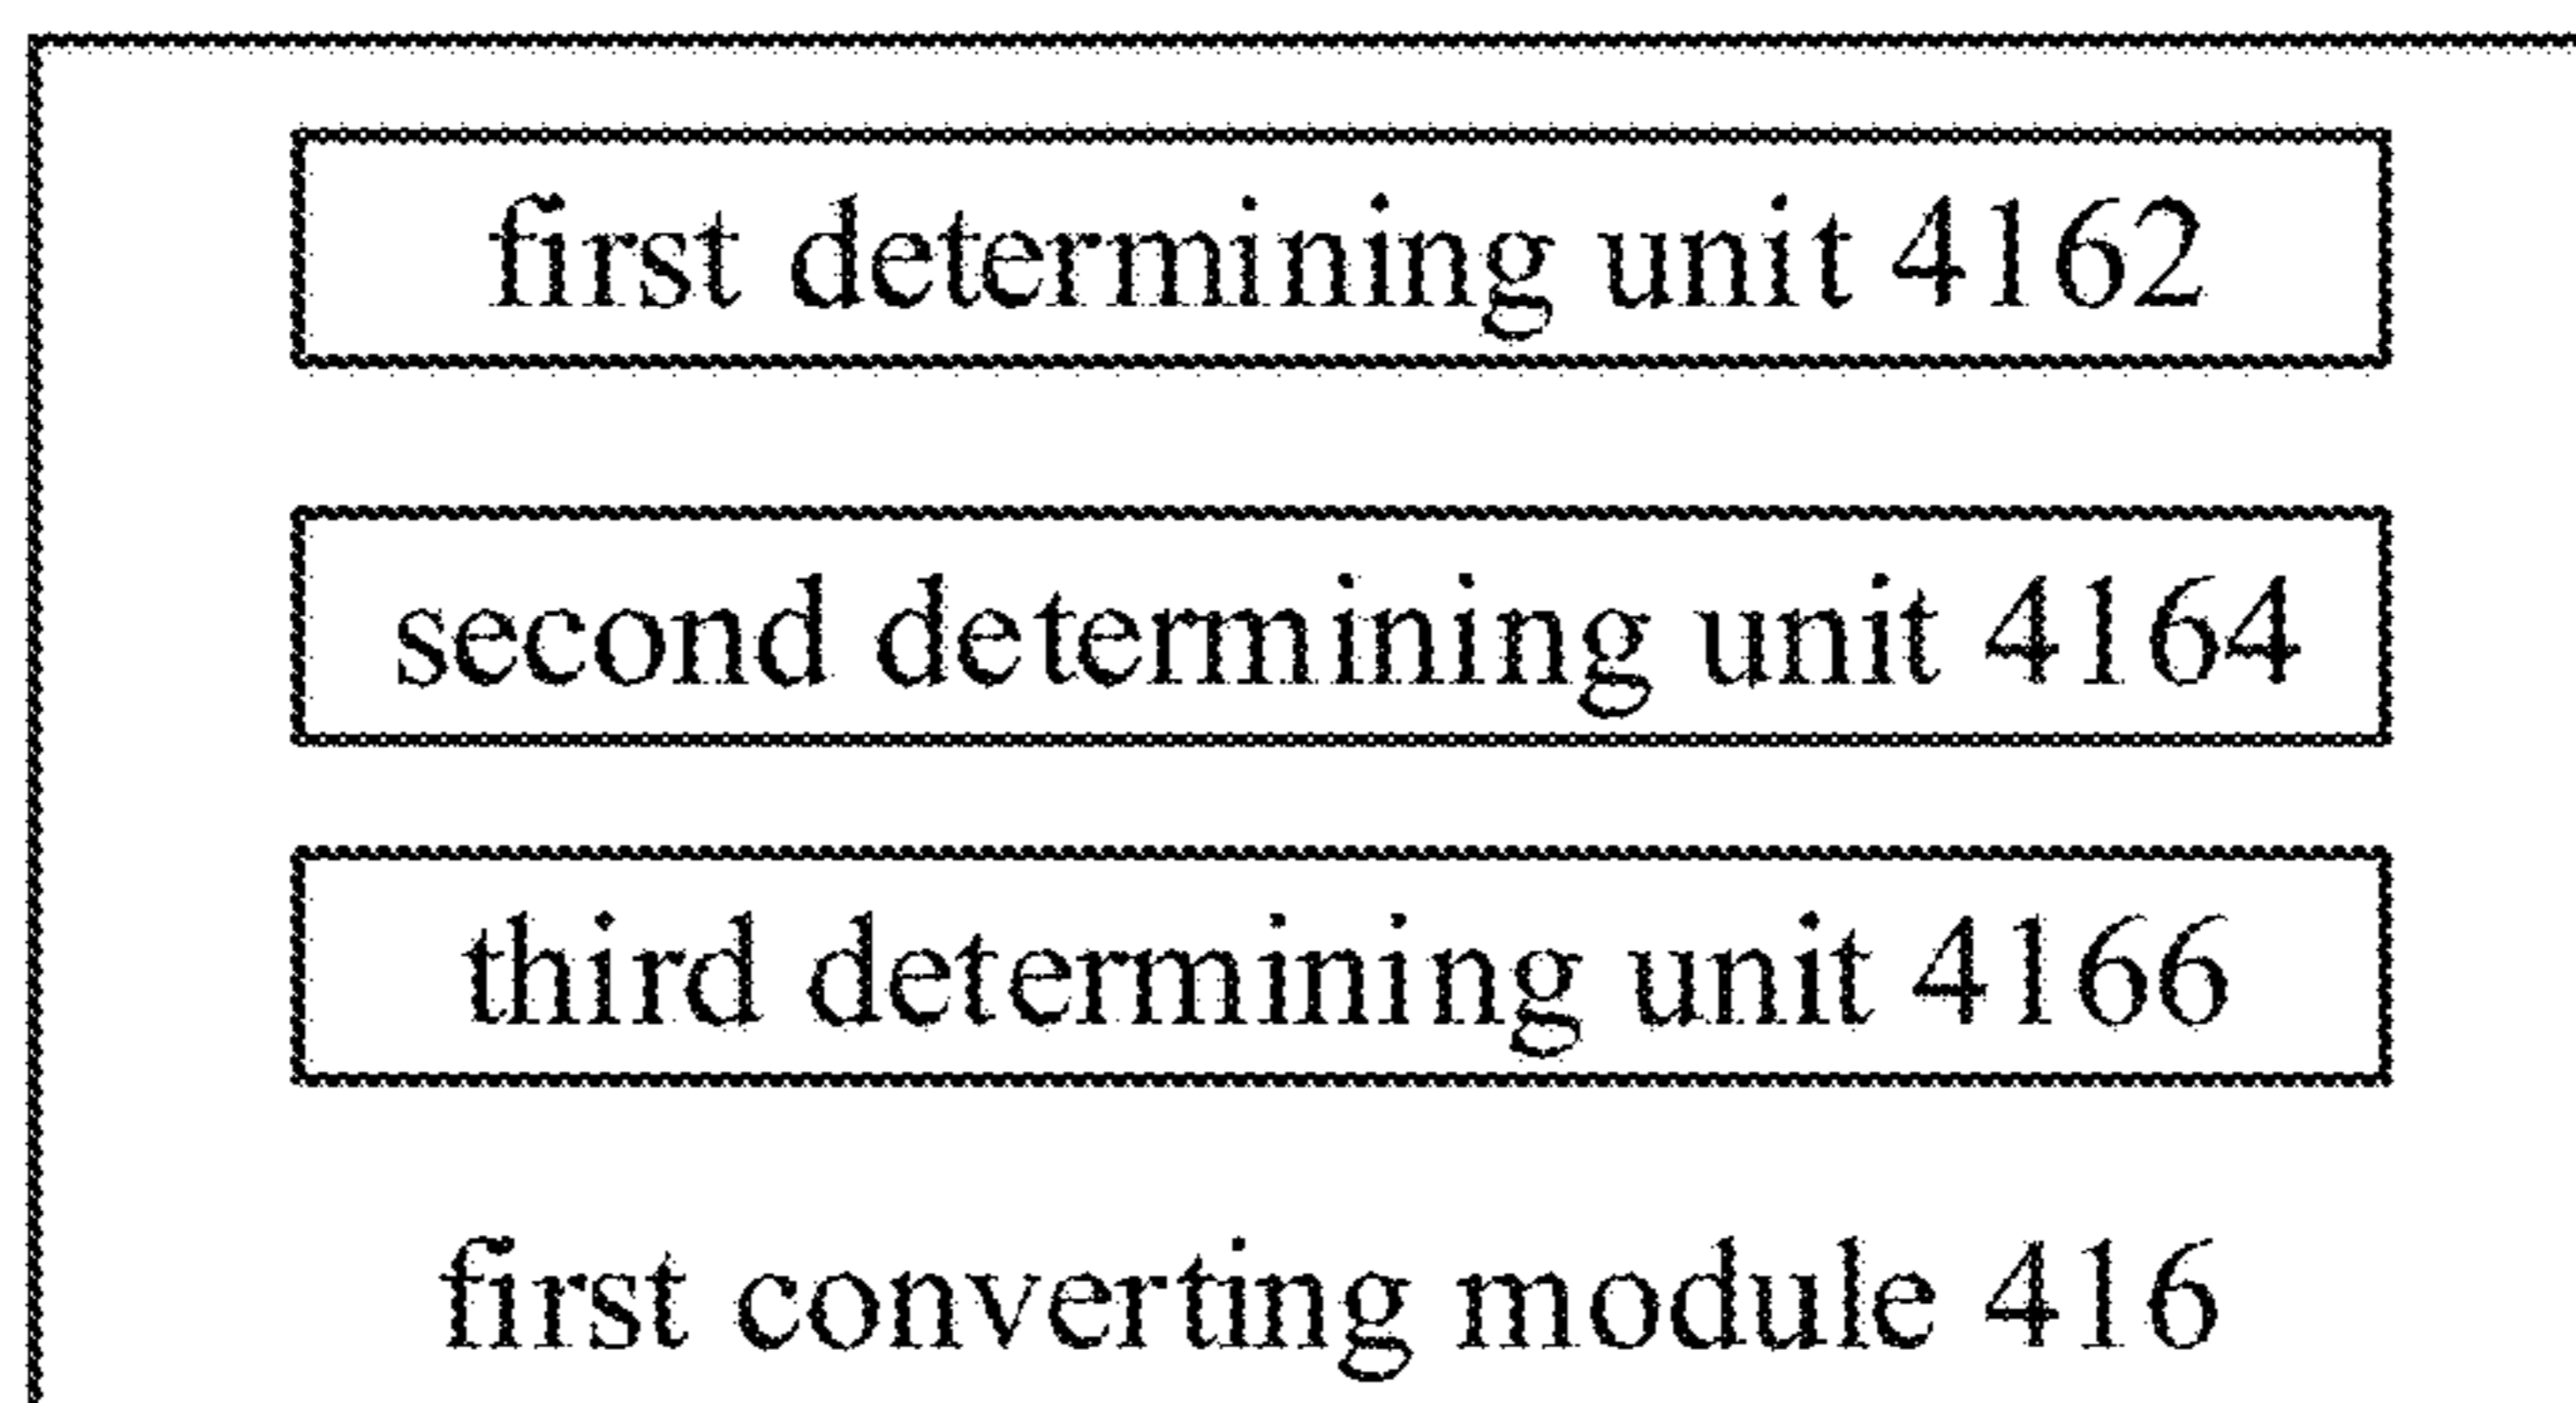 first determining unit 4162
second determining unit 4164
third determining unit 4166
first converting module 416